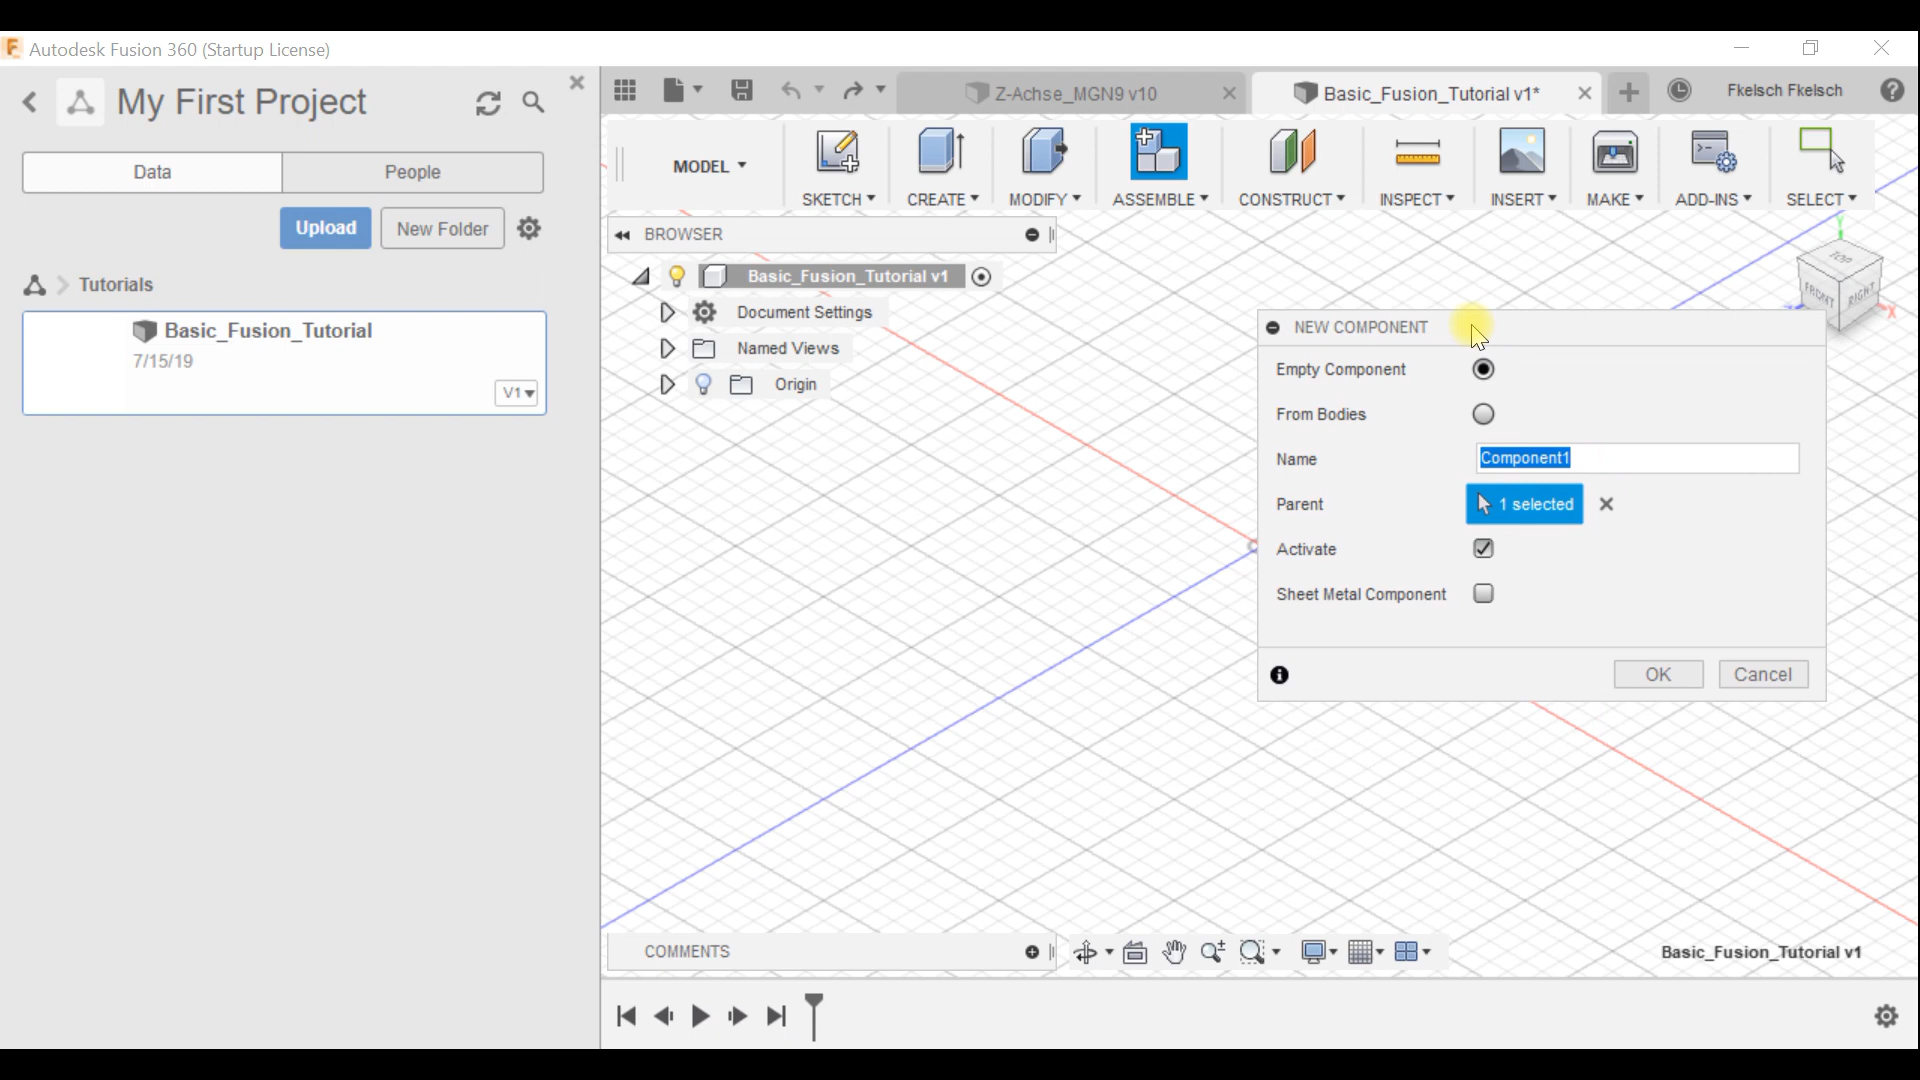 Autodesk Fusion 360 (Startup License)
My First Project
Data
People
Upload
New Folder
Tutorials
Basic_Fusion_Tutorial
7/15/19
V1
Z-Achse_MGN9 v10
Basic_Fusion_Tutorial v1*
Fkelsch Fkelsch
MODEL
SKETCH
CREATE
MODIFY
ASSEMBLE
CONSTRUCT
INSPECT
INSERT
MAKE
ADD-INS
SELECT
BROWSER
Basic_Fusion_Tutorial v1
Document Settings
Named Views
Origin
Y
TOP
FRONT
RIGHT
X
NEW COMPONENT
Empty Component
From Bodies
Name
Component1
Parent
1 selected
Activate
Sheet Metal Component
OK
Cancel
COMMENTS
Basic_Fusion_Tutorial v1